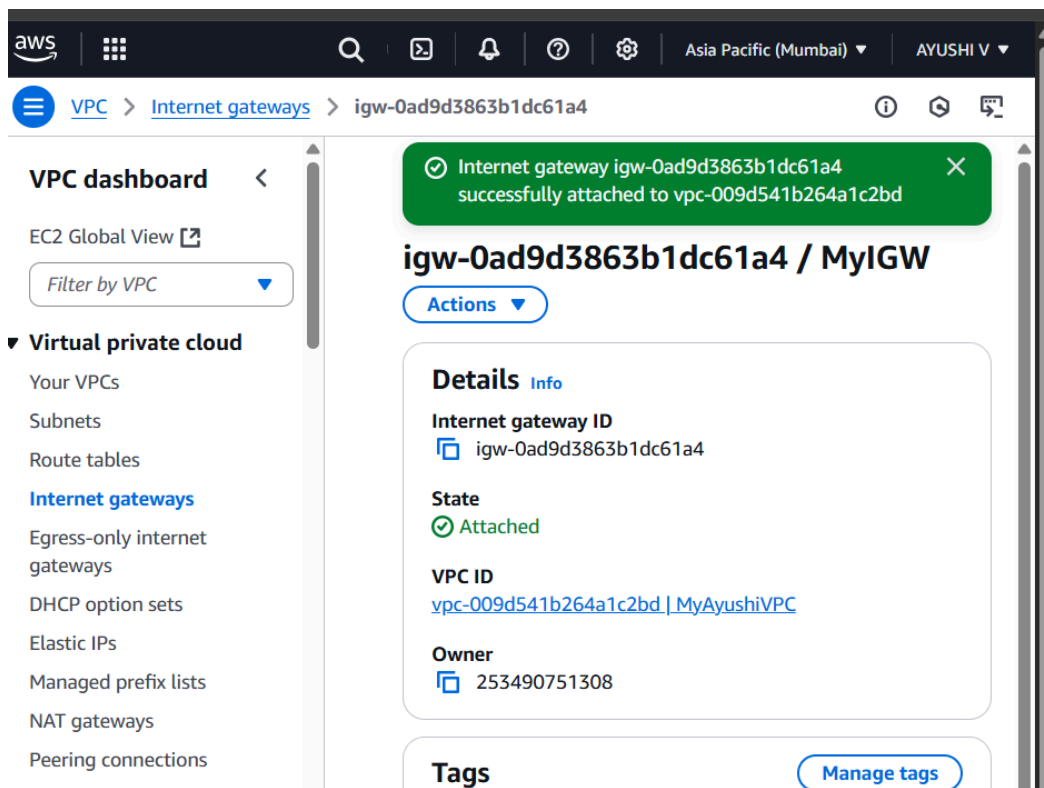 aws
Asia Pacific (Mumbai)
AYUSHI V
VPC > Internet gateways > igw-0ad9d3863b1dc61a4
VPC dashboard
EC2 Global View
Filter by VPC
Virtual private cloud
Your VPCs
Subnets
Route tables
Internet gateways
Egress-only internet
gateways
DHCP option sets
Elastic IPs
Managed prefix lists
NAT gateways
Peering connections
Internet gateway igw-0ad9d3863b1dc61a4
successfully attached to vpc-009d541b264a1c2bd
igw-0ad9d3863b1dc61a4 / MyIGW
Actions
Details Info
Internet gateway ID
igw-0ad9d3863b1dc61a4
State
Attached
VPC ID
vpc-009d541b264a1c2bd | MyAyushiVPC
Owner
253490751308
Tags
Manage tags